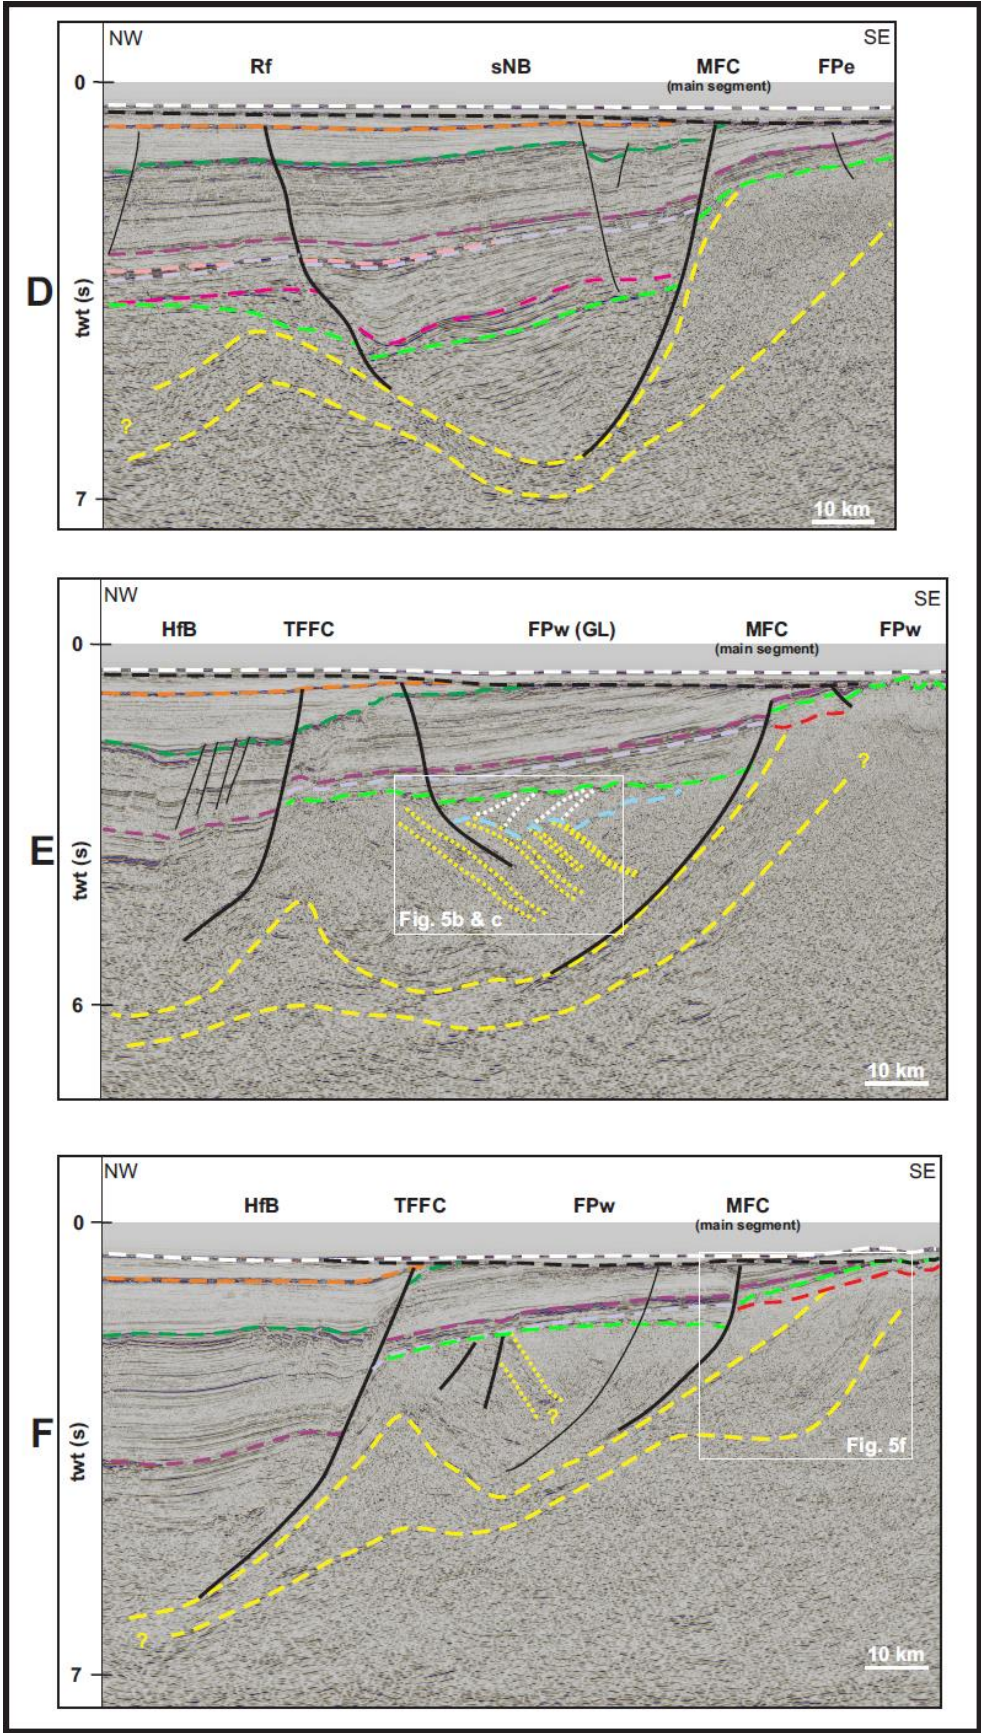 NW SE
Rf sNB MFC FPe
(main segment)
0
D
twt (s)
?
7
10 km
NW SE
HfB TFFC FPw (GL) MFC FPw
(main segment)
0
?
E
twt (s)
Fig. 5b & c
6
10 km
NW SE
HfB TFFC FPw MFC
(main segment)
0
?
F
twt (s)
Fig. 5f
?
10 km
7